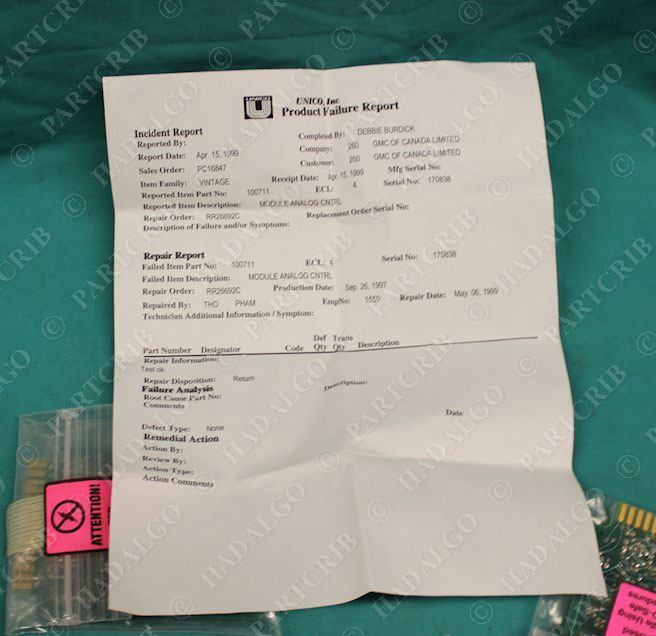 UNICO
UNICO, Inc
Product Failure Report
Incident Report
Reported By:
Completed By: DEBBIE BURDICK
Report Date: Apr. 15, 1999
Company: 260 GMC OF CANADA LIMITED
Sales Order: PC16847
Customer: 260 GMC OF CANADA LIMITED
Item Family: VINTAGE
Receipt Date: Apr. 15, 1999
Mfg Serial No:
Reported Item Part No: 100711
ECL: 4
Serial No: 170838
Reported Item Description: MODULE ANALOG CNTRL
Repair Order: RR26692C
Replacement Order Serial No:
Description of Failure and/or Symptoms:
Repair Report
Failed Item Part No: 100711
ECL: 4
Serial No: 170838
Failed Item Description: MODULE ANALOG CNTRL
Repair Order: RR26692C
Production Date: Sep. 26, 1997
Repaired By: THO PHAM
EmpNo: 1559
Repair Date: May. 06, 1999
Technician Additional Information / Symptom:
Def Trans
Part Number Designator Code Qty Qty Description
Repair Information:
Test ok.
Repair Disposition: Return
Description:
Failure Analysis
Root Cause Part No:
Comments
Date
Defect Type: None
Remedial Action
Action By:
Review By:
Action Type:
Action Comments
ATTENTION!
© PARTCRIB
© HADALGO